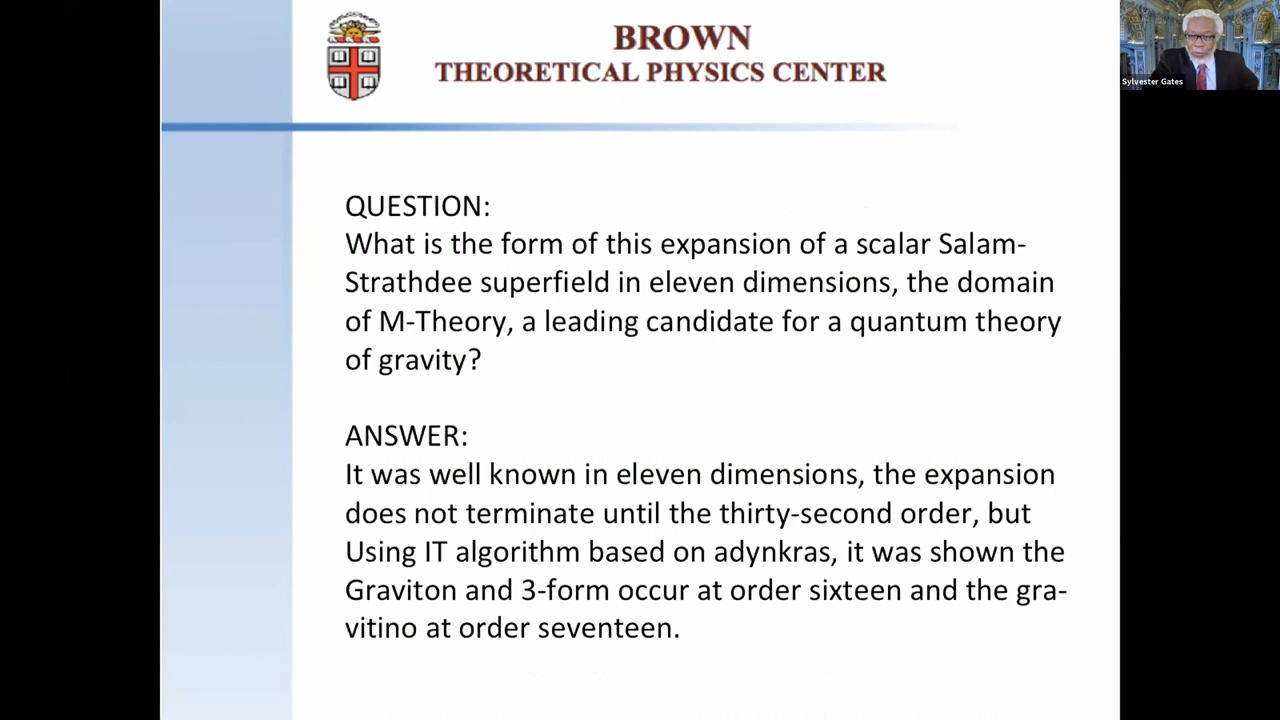 BROWN
THEORETICAL PHYSICS CENTER
Sylvester Gates
QUESTION:
What is the form of this expansion of a scalar Salam-
Strathdee superfield in eleven dimensions, the domain
of M-Theory, a leading candidate for a quantum theory
of gravity?
ANSWER:
It was well known in eleven dimensions, the expansion
does not terminate until the thirty-second order, but
Using IT algorithm based on adynkras, it was shown the
Graviton and 3-form occur at order sixteen and the gra-
vitino at order seventeen.